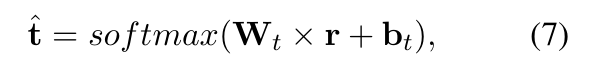 t̂ = softmax(W_t × r + b_t), (7)